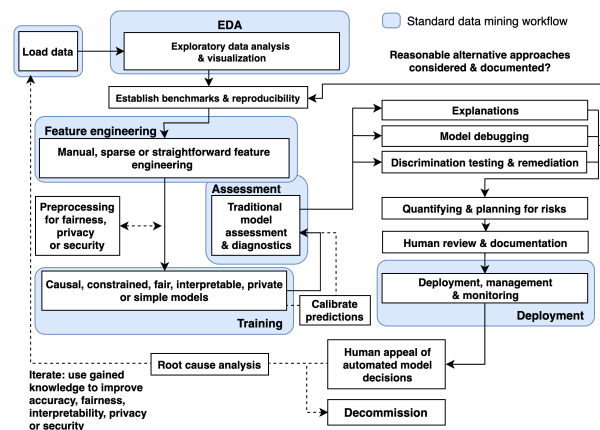 EDA
Standard data mining workflow
Load data
Exploratory data analysis
& visualization
Reasonable alternative approaches
considered & documented?
Establish benchmarks & reproducibility
Feature engineering
Manual, sparse or straightforward feature
engineering
Explanations
Model debugging
Discrimination testing & remediation
Assessment
Traditional
model
assessment
& diagnostics
Preprocessing
for fairness,
privacy
or security
Quantifying & planning for risks
Human review & documentation
Causal, constrained, fair, interpretable, private
or simple models
Training
Calibrate
predictions
Deployment, management
& monitoring
Deployment
Human appeal of
automated model
decisions
Root cause analysis
Iterate: use gained
knowledge to improve
accuracy, fairness,
interpretability, privacy
or security
Decommission